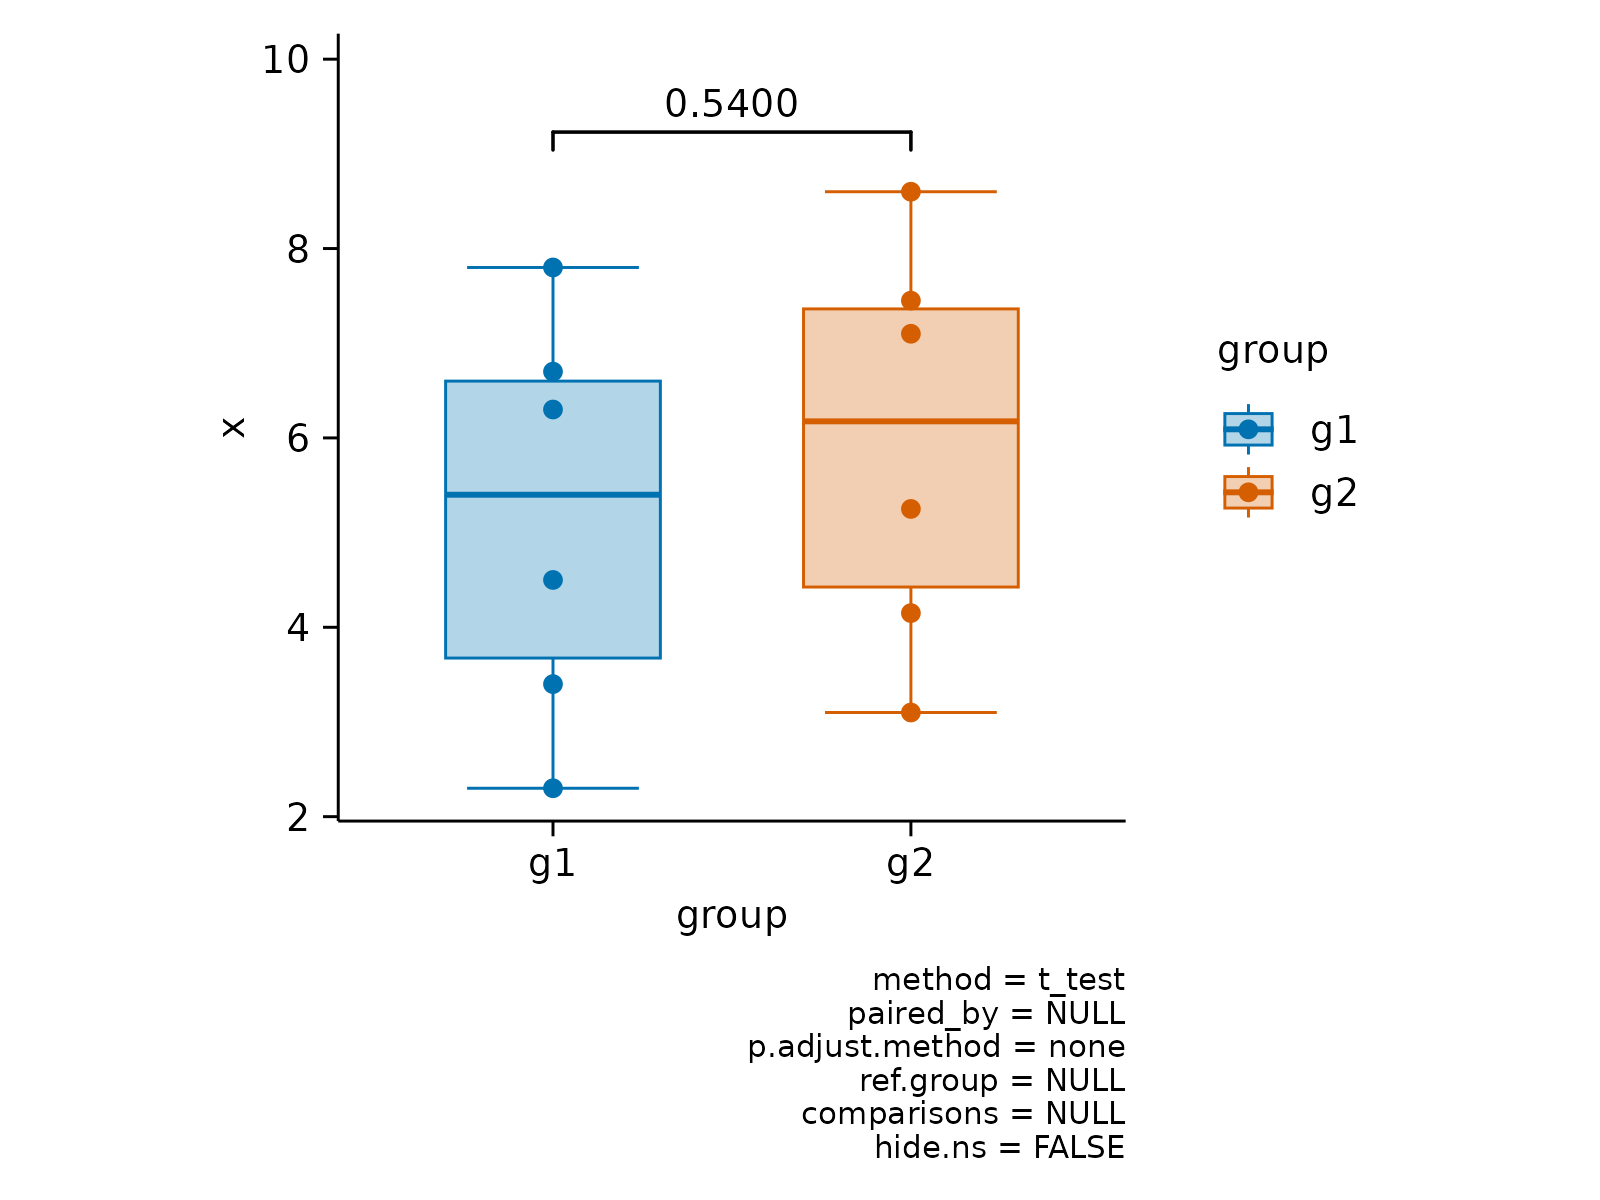 10
0.5400
8
6
4
2
x
g1
g2
group
group
g1
g2
method = t_test
paired_by = NULL
p.adjust.method = none
ref.group = NULL
comparisons = NULL
hide.ns = FALSE